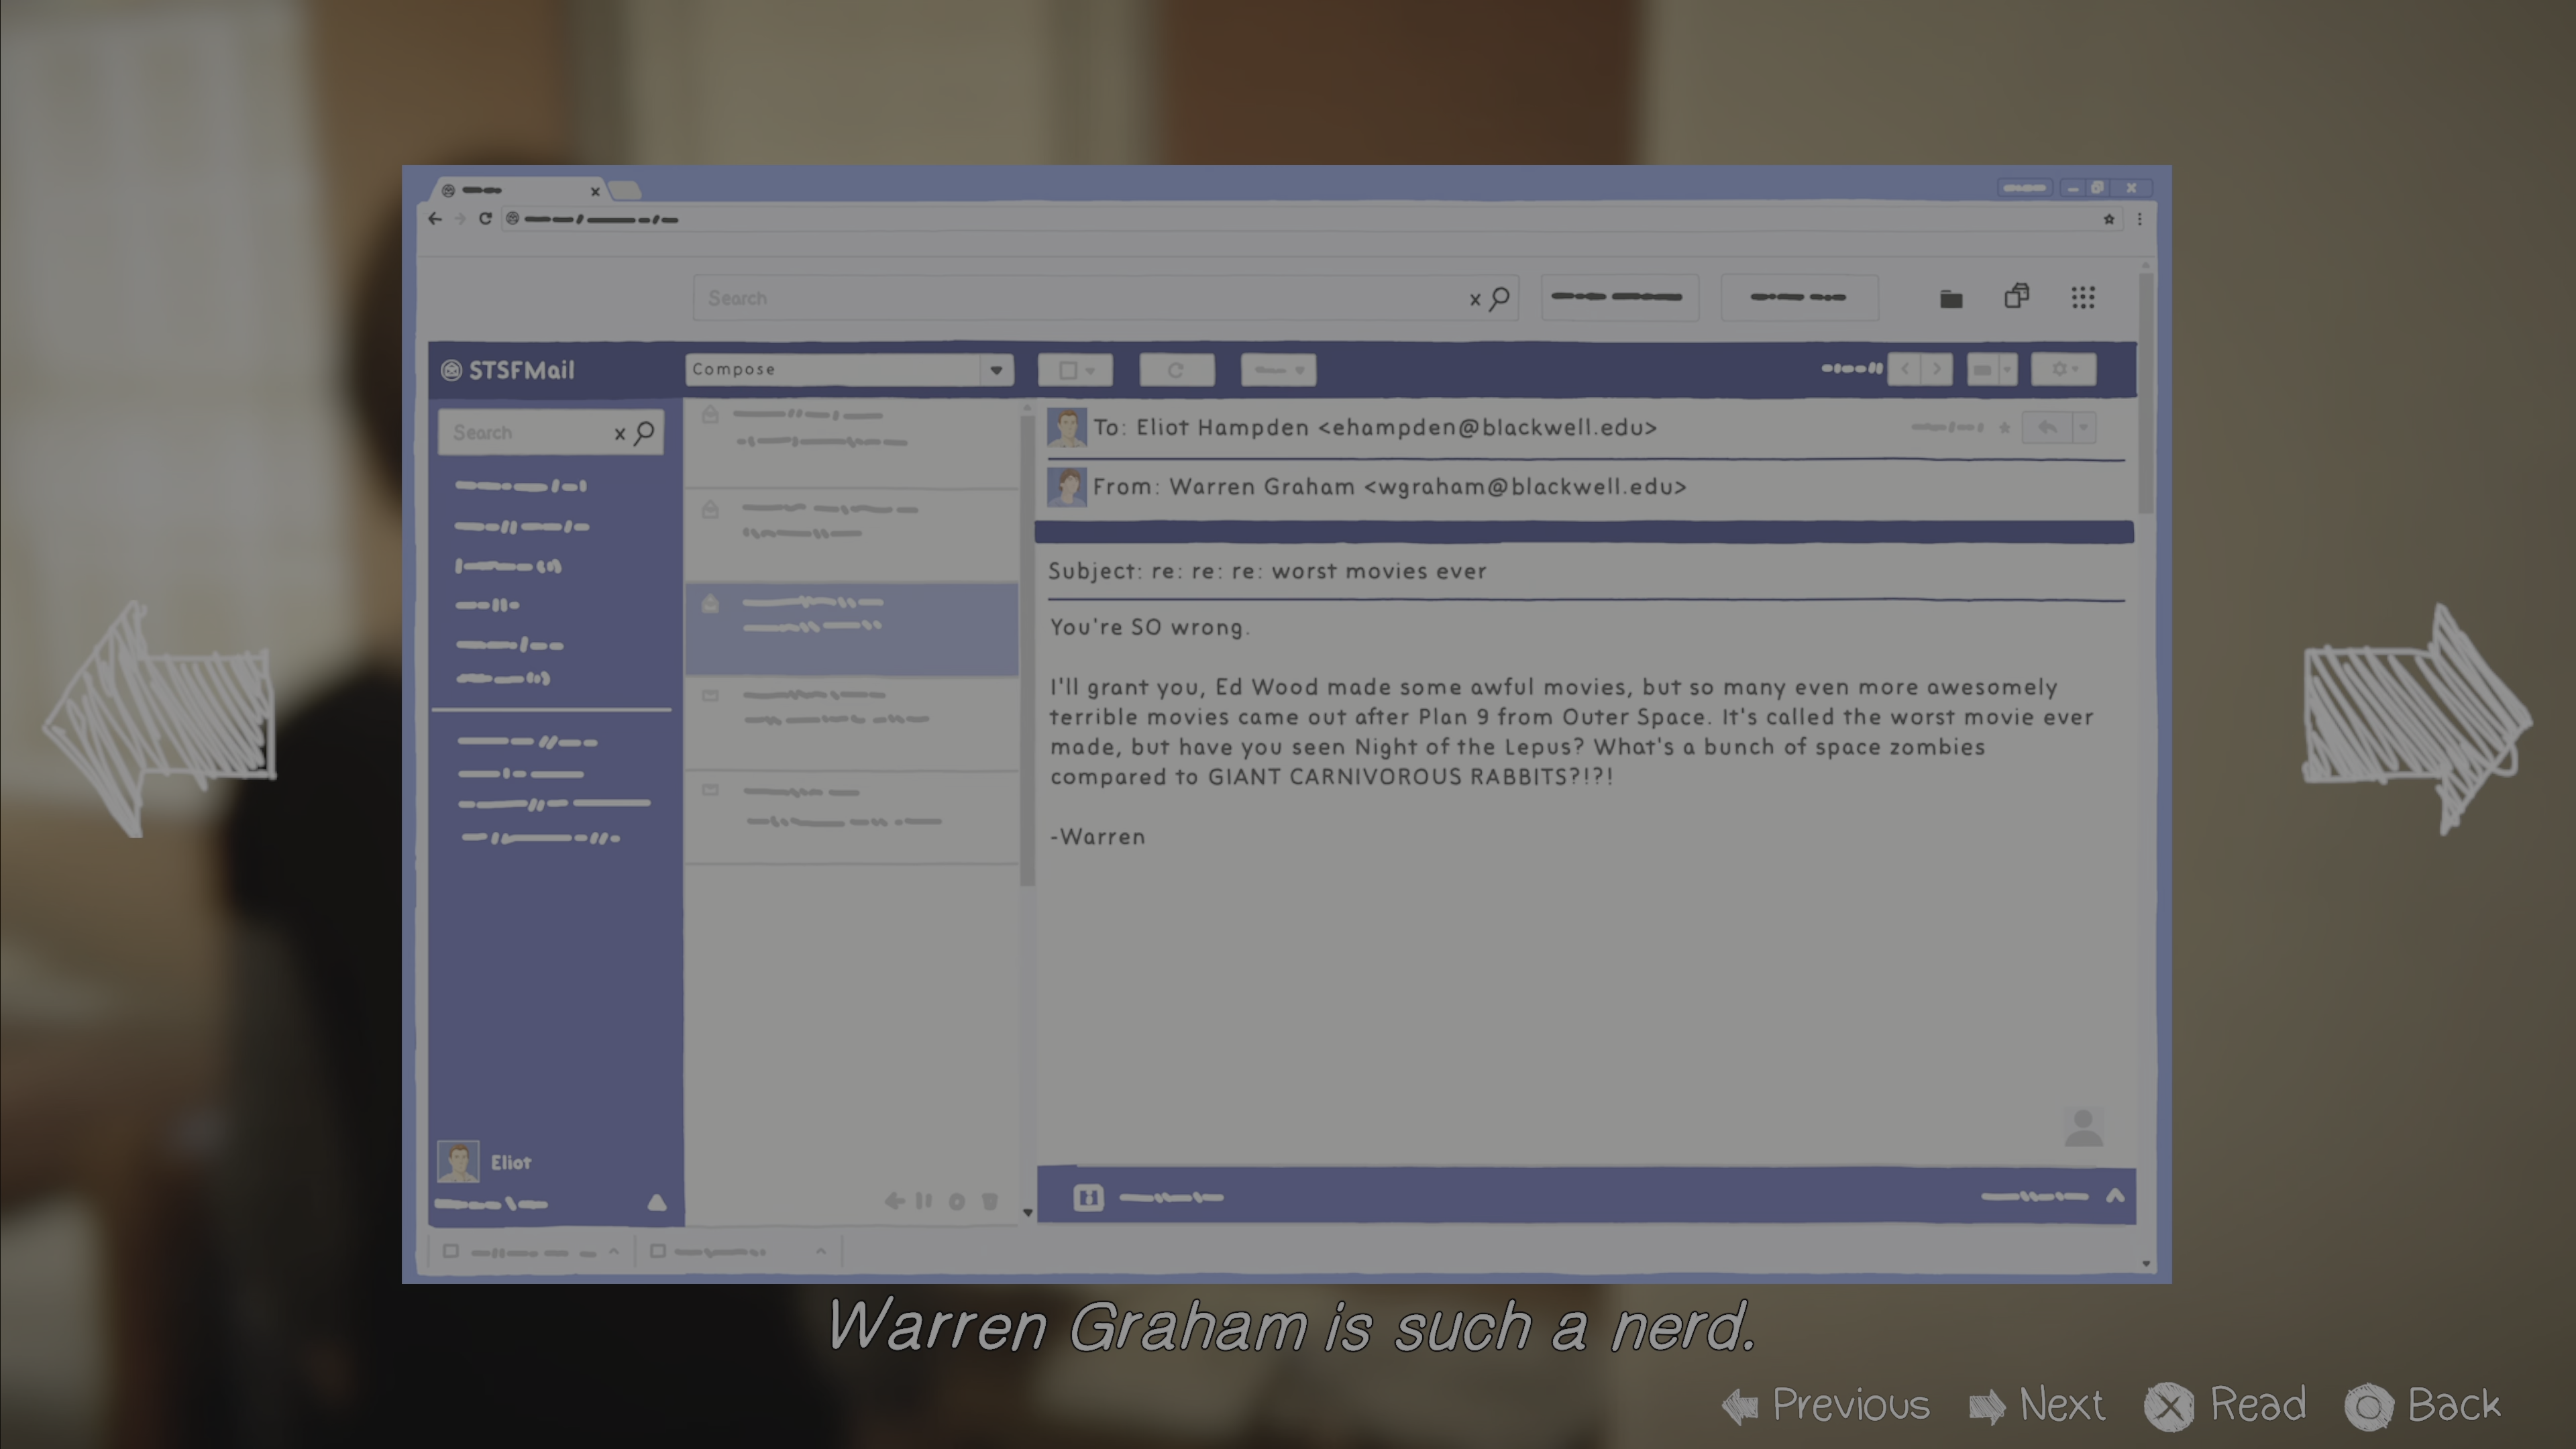 Search
STSFMail
Compose
Search
To: Eliot Hampden <ehampden@blackwell.edu>
From: Warren Graham <wgraham@blackwell.edu>
Subject: re: re: re: worst movies ever
You're SO wrong.
I'll grant you, Ed Wood made some awful movies, but so many even more awesomely
terrible movies came out after Plan 9 from Outer Space. It's called the worst movie ever
made, but have you seen Night of the Lepus? What's a bunch of space zombies
compared to GIANT CARNIVOROUS RABBITS?!?!
-Warren
Eliot
Warren Graham is such a nerd.
Previous Next Read Back